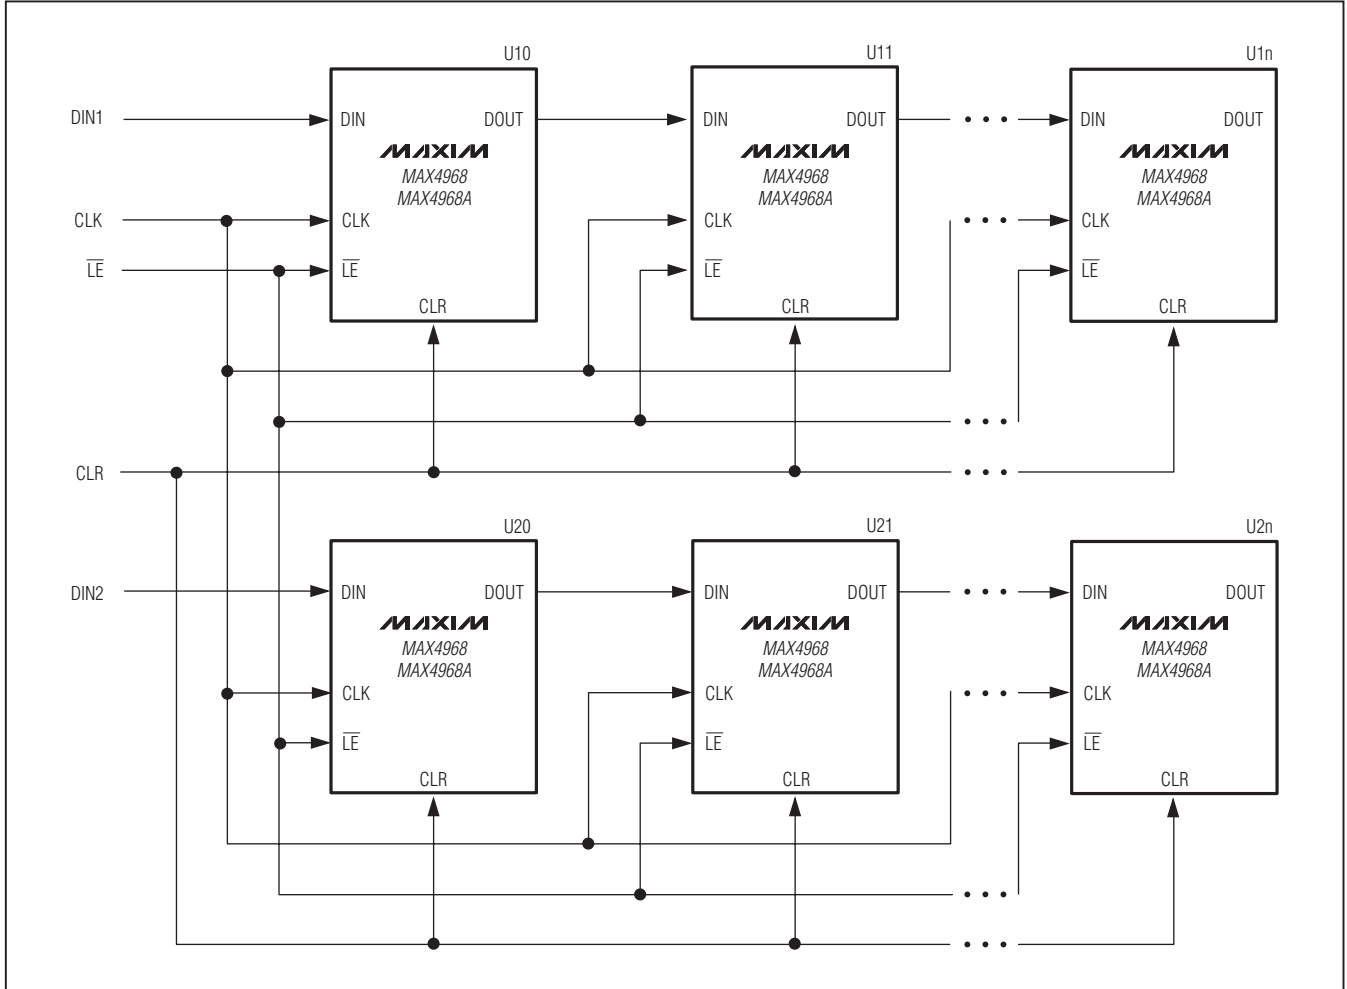 U10 U11 U1n
DIN1 DIN DOUT DIN DOUT DIN DOUT
MAXIM MAXIM MAXIM
MAX4968 MAX4968 MAX4968
MAX4968A MAX4968A MAX4968A
CLK CLK CLK CLK
LE LE LE LE
CLR CLR CLR
CLR
U20 U21 U2n
DIN2 DIN DOUT DIN DOUT DIN DOUT
MAXIM MAXIM MAXIM
MAX4968 MAX4968 MAX4968
MAX4968A MAX4968A MAX4968A
CLK CLK CLK
LE LE LE
CLR CLR CLR